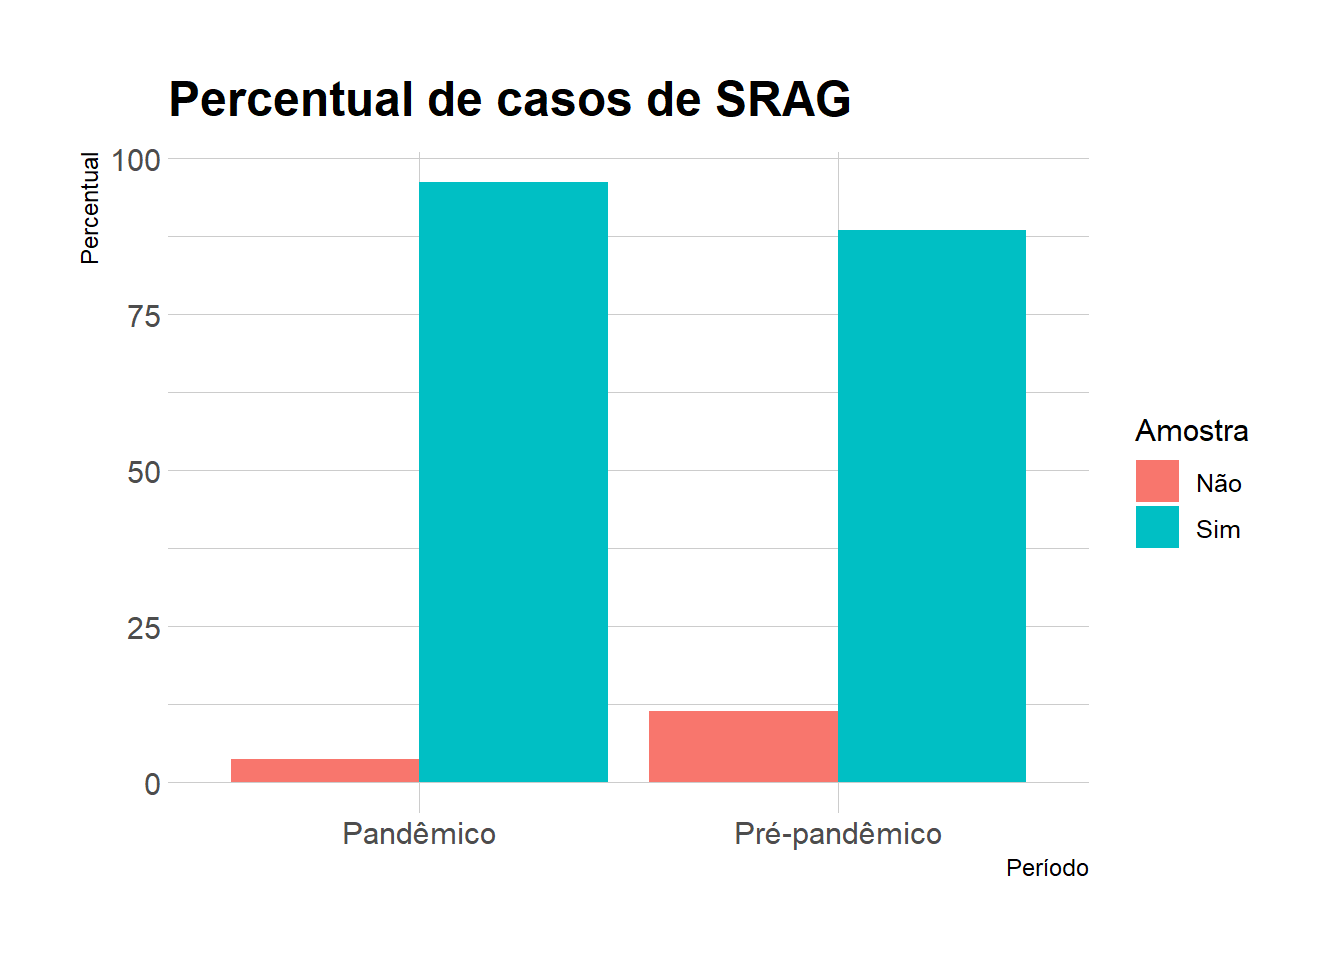 Percentual de casos de SRAG
Percentual
100
75
50
25
0
Pandêmico
Pré-pandêmico
Período
Amostra
Não
Sim